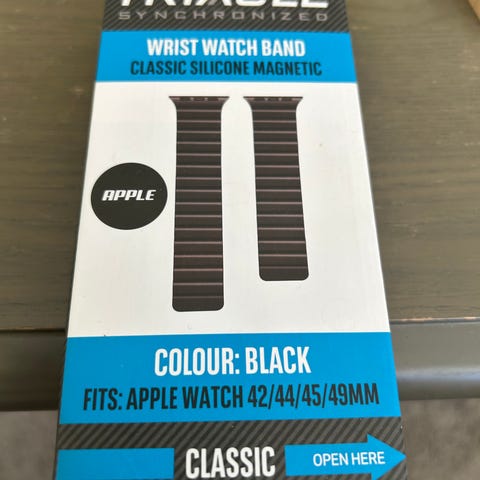 SYNCHRONIZED
WRIST WATCH BAND
CLASSIC SILICONE MAGNETIC
APPLE
COLOUR: BLACK
FITS: APPLE WATCH 42/44/45/49MM
CLASSIC
OPEN HERE